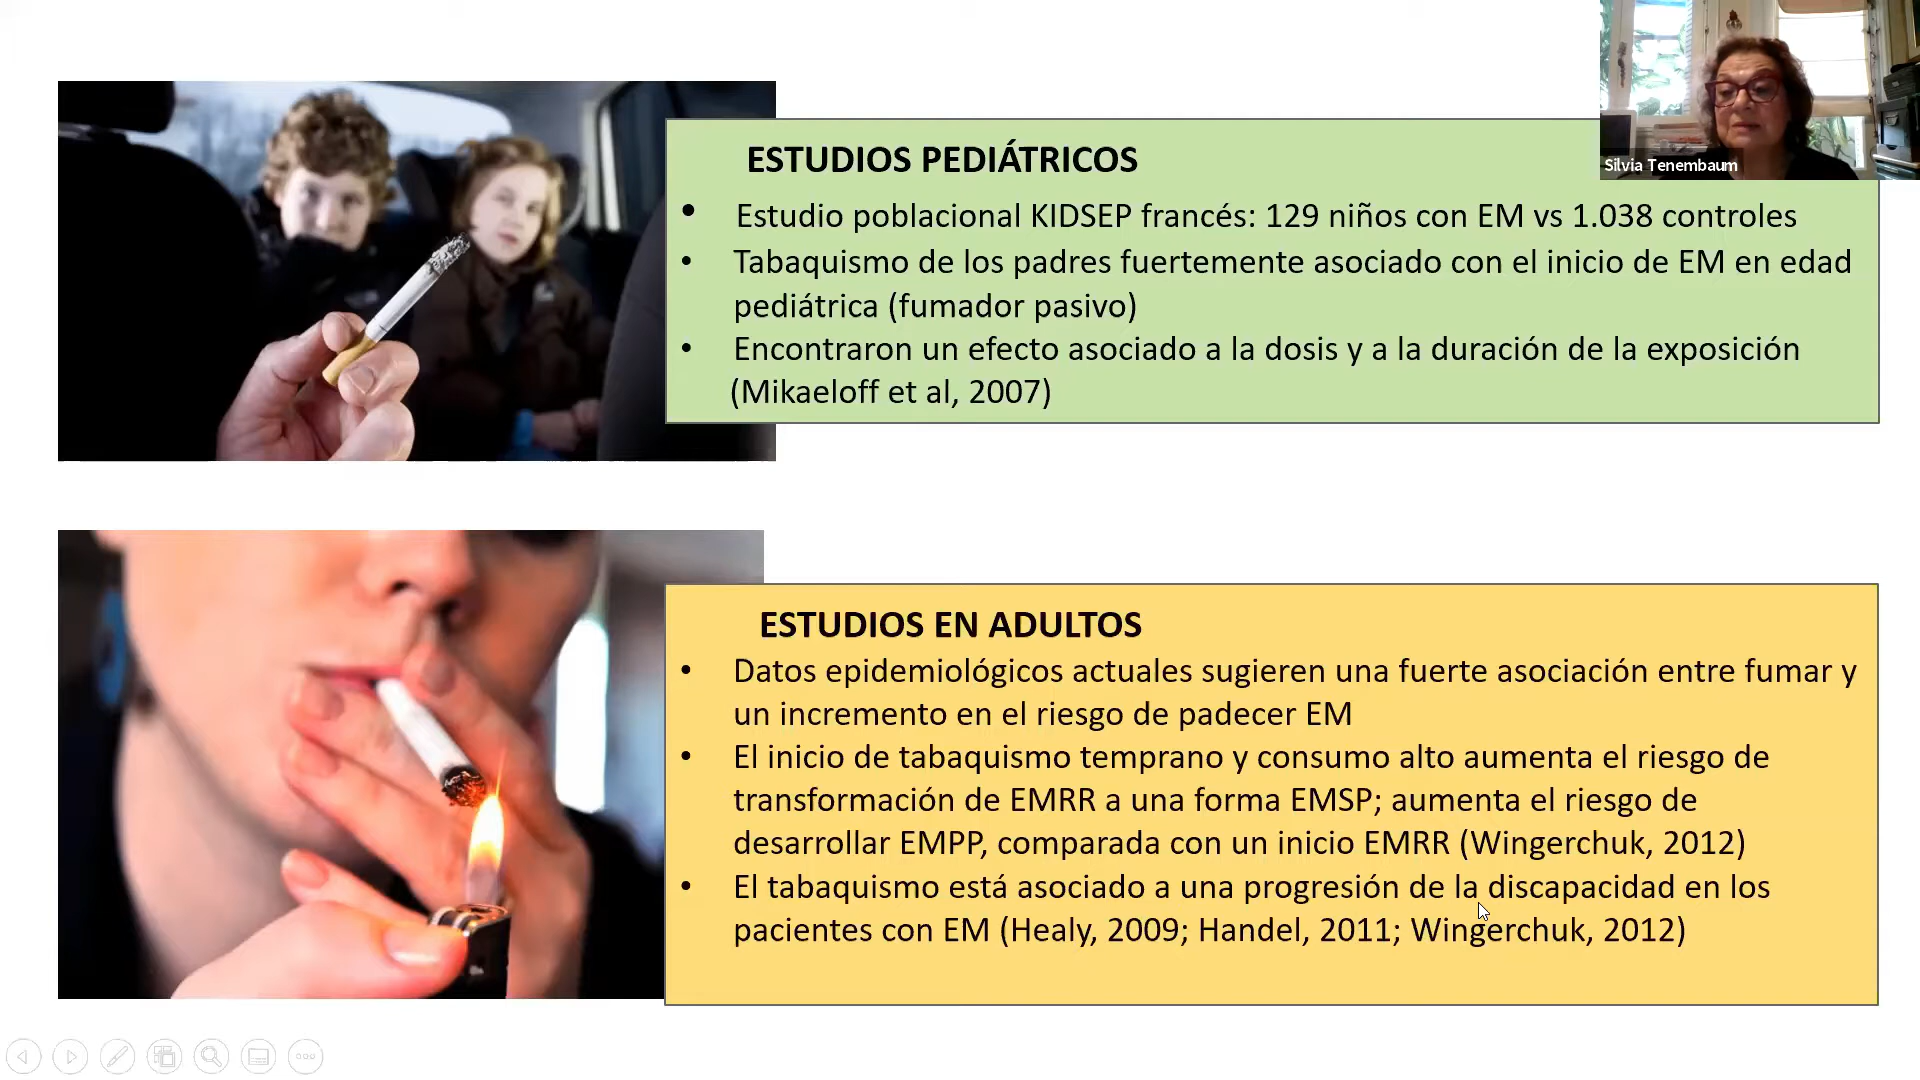 Silvia Tenembaum
ESTUDIOS PEDIÁTRICOS
• Estudio poblacional KIDSEP francés: 129 niños con EM vs 1.038 controles
• Tabaquismo de los padres fuertemente asociado con el inicio de EM en edad
pediátrica (fumador pasivo)
• Encontraron un efecto asociado a la dosis y a la duración de la exposición
(Mikaeloff et al, 2007)
ESTUDIOS EN ADULTOS
• Datos epidemiológicos actuales sugieren una fuerte asociación entre fumar y
un incremento en el riesgo de padecer EM
• El inicio de tabaquismo temprano y consumo alto aumenta el riesgo de
transformación de EMRR a una forma EMSP; aumenta el riesgo de
desarrollar EMPP, comparada con un inicio EMRR (Wingerchuk, 2012)
• El tabaquismo está asociado a una progresión de la discapacidad en los
pacientes con EM (Healy, 2009; Handel, 2011; Wingerchuk, 2012)